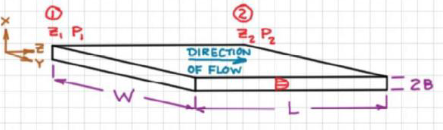 ① ②
X Z₁ P₁ Z₂ P₂
Z DIRECTION
Y OF FLOW
W L 2B